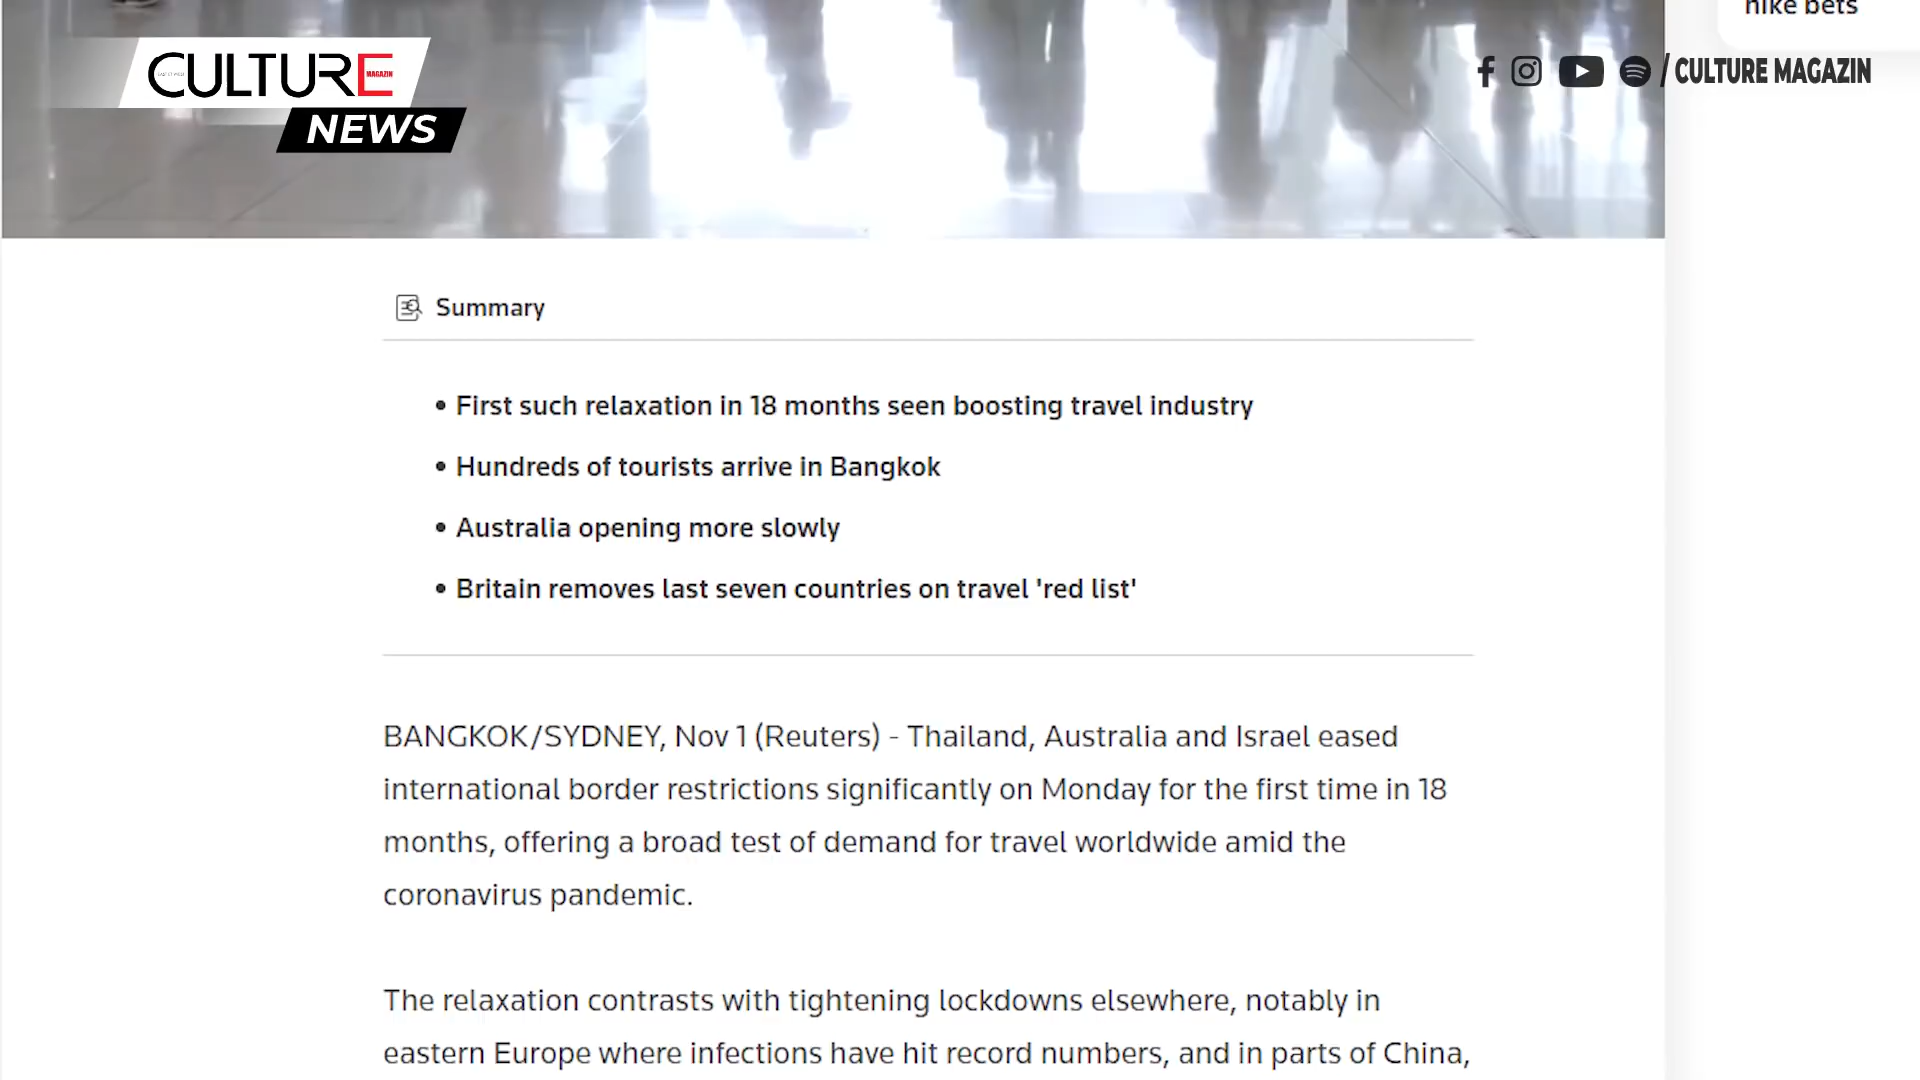 hike bets
CULTURE
MAGAZIN
NEWS
/ CULTURE MAGAZIN
Summary
• First such relaxation in 18 months seen boosting travel industry
• Hundreds of tourists arrive in Bangkok
• Australia opening more slowly
• Britain removes last seven countries on travel 'red list'
BANGKOK/SYDNEY, Nov 1 (Reuters) - Thailand, Australia and Israel eased
international border restrictions significantly on Monday for the first time in 18
months, offering a broad test of demand for travel worldwide amid the
coronavirus pandemic.
The relaxation contrasts with tightening lockdowns elsewhere, notably in
eastern Europe where infections have hit record numbers, and in parts of China,